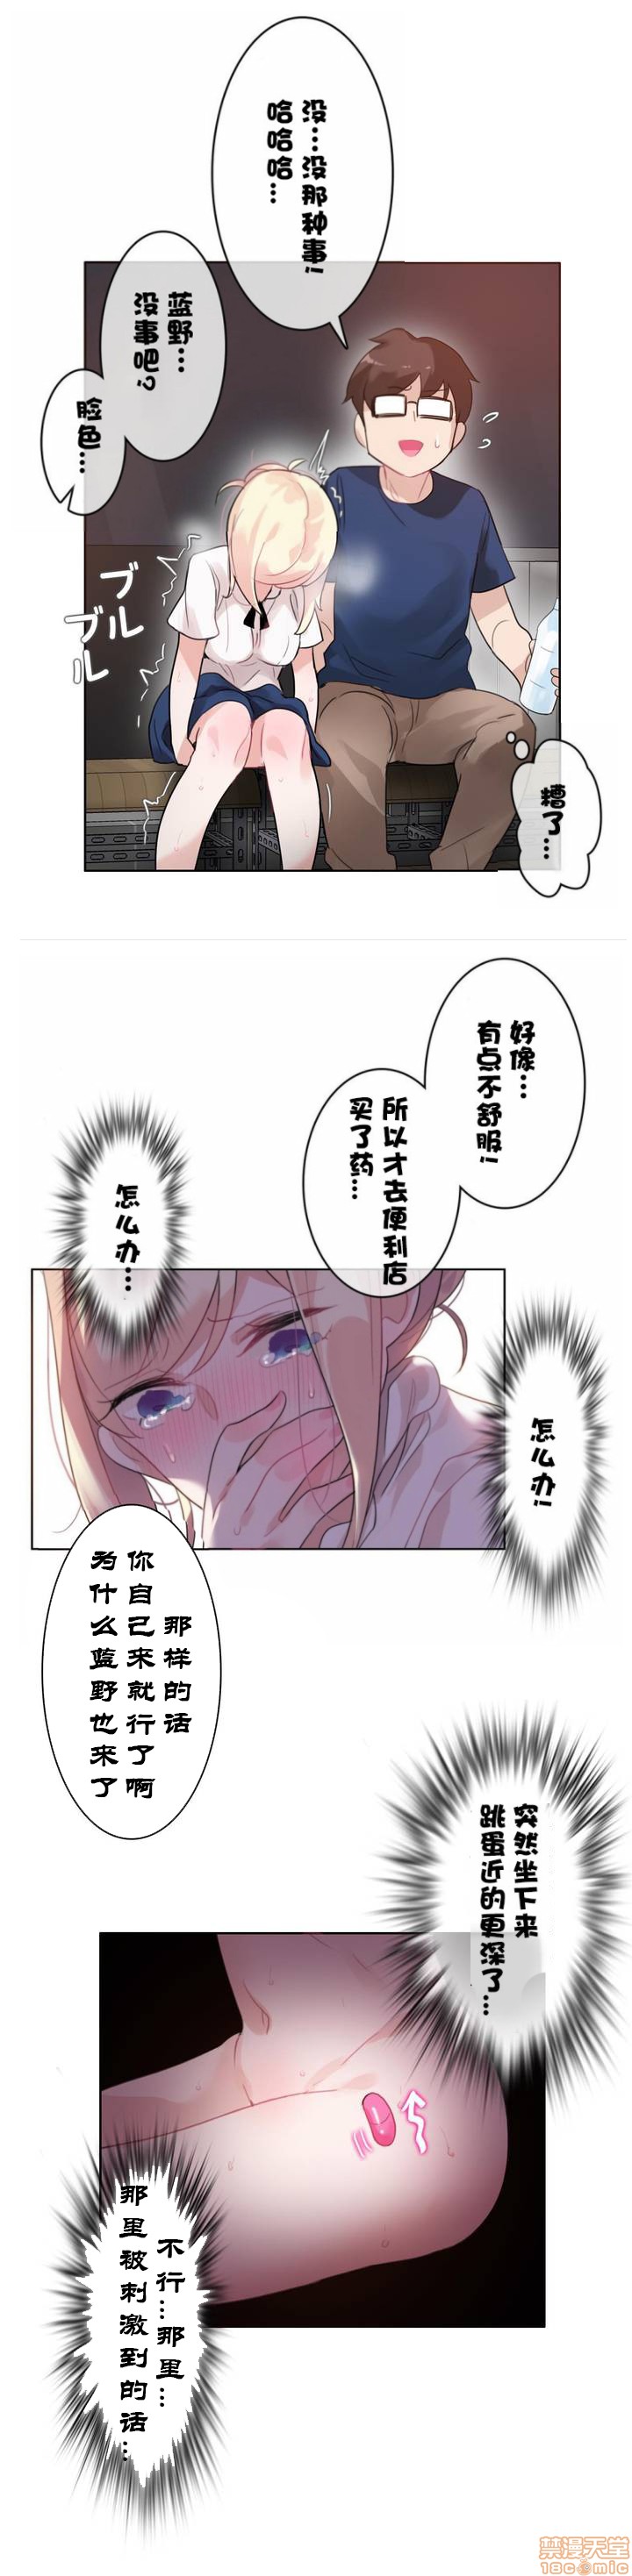 没…没那种事!
哈哈哈…
蓝野…
没事吧?
脸色…
ブル
ブル
ブル
糟了…
好像…
有点不舒服!
所以才去便利店
买了药…
怎么办…
怎么办!
那样的话
你自己来就行了啊
为什么蓝野也来了
突然坐下来
跳蛋近的更深了…
不行…那里…
那里被刺激到的话…
禁漫天堂
18comic